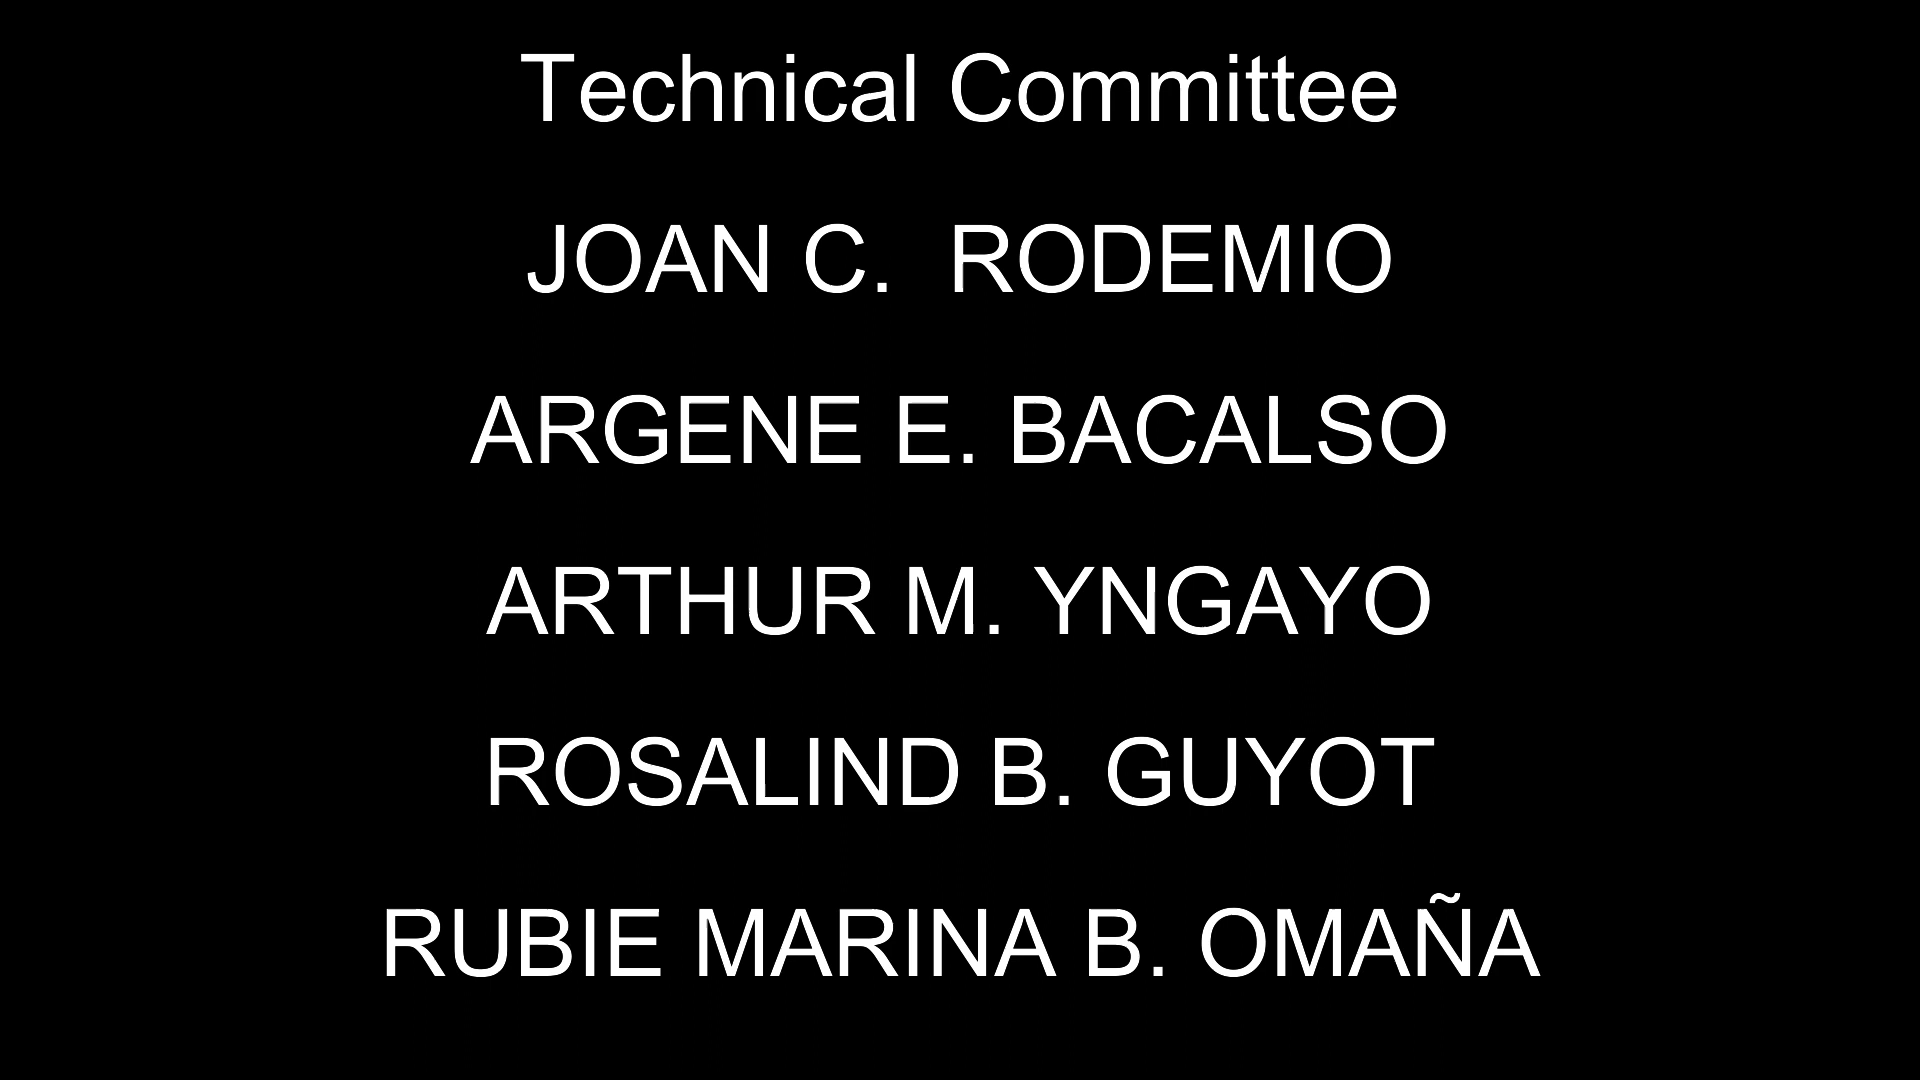 Technical Committee
JOAN C.  RODEMIO
ARGENE E. BACALSO
ARTHUR M. YNGAYO
ROSALIND B. GUYOT
RUBIE MARINA B. OMAÑA